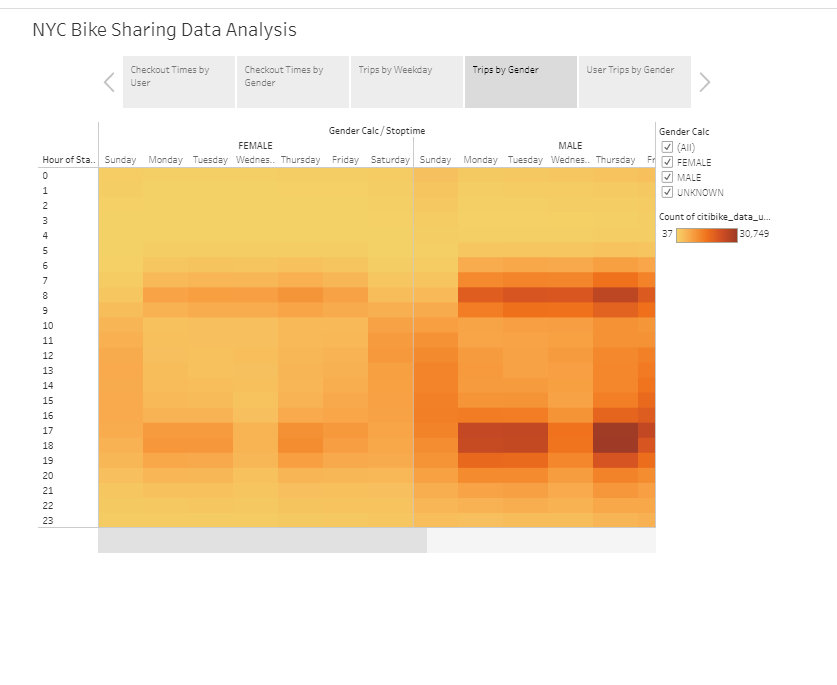 NYC Bike Sharing Data Analysis
Checkout Times by User
Checkout Times by Gender
Trips by Weekday
Trips by Gender
User Trips by Gender
Gender Calc / Stoptime
FEMALE MALE
Hour of Sta.. Sunday Monday Tuesday Wednes.. Thursday Friday Saturday Sunday Monday Tuesday Wednes.. Thursday Fr
0
1
2
3
4
5
6
7
8
9
10
11
12
13
14
15
16
17
18
19
20
21
22
23
Gender Calc
(All)
FEMALE
MALE
UNKNOWN
Count of citibike_data_u...
37 30,749